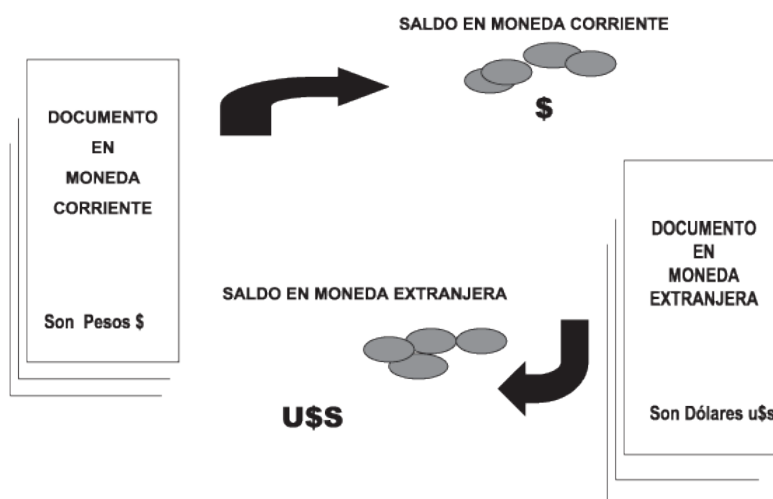 SALDO EN MONEDA CORRIENTE
$
DOCUMENTO
EN
MONEDA
CORRIENTE
Son Pesos $
DOCUMENTO
EN
MONEDA
EXTRANJERA
Son Dólares u$s
SALDO EN MONEDA EXTRANJERA
U$S